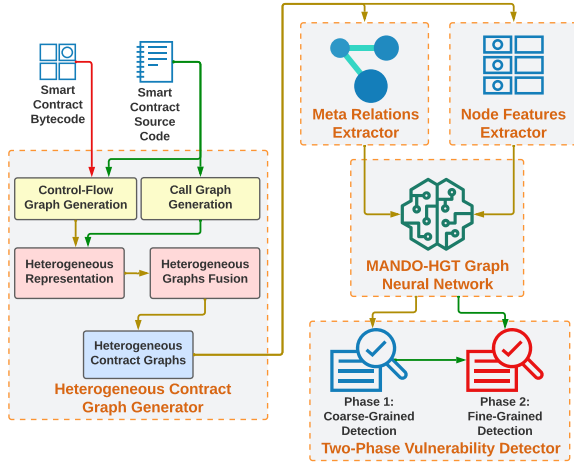 Smart
Contract
Bytecode
Smart
Contract
Source
Code
Meta Relations
Extractor
Node Features
Extractor
Control-Flow
Graph Generation
Call Graph
Generation
Heterogeneous
Representation
Heterogeneous
Graphs Fusion
MANDO-HGT Graph
Neural Network
Heterogeneous
Contract Graphs
Heterogeneous Contract
Graph Generator
Phase 1:
Coarse-Grained
Detection
Phase 2:
Fine-Grained
Detection
Two-Phase Vulnerability Detector